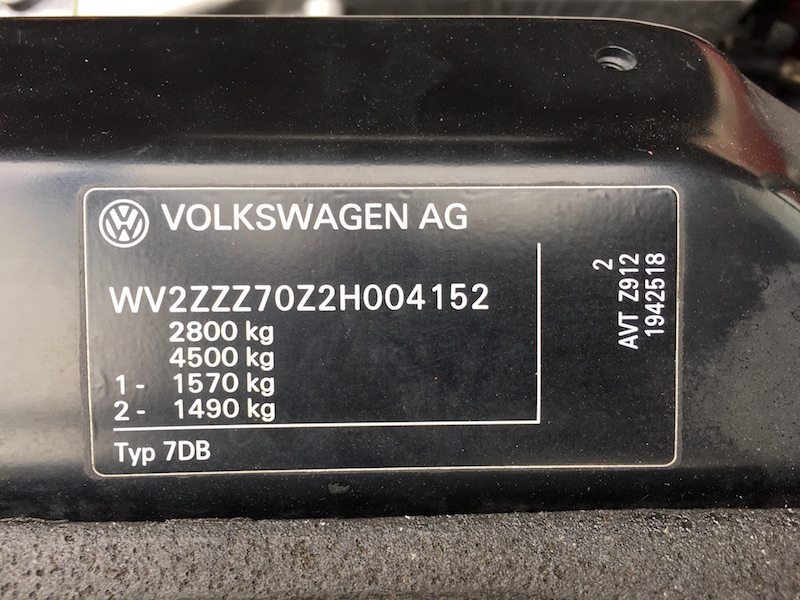 VOLKSWAGEN AG
WV2ZZZ70Z2H004152
2800 kg
4500 kg
1 - 1570 kg
2 - 1490 kg
Typ 7DB
2
AVT Z912
1942518